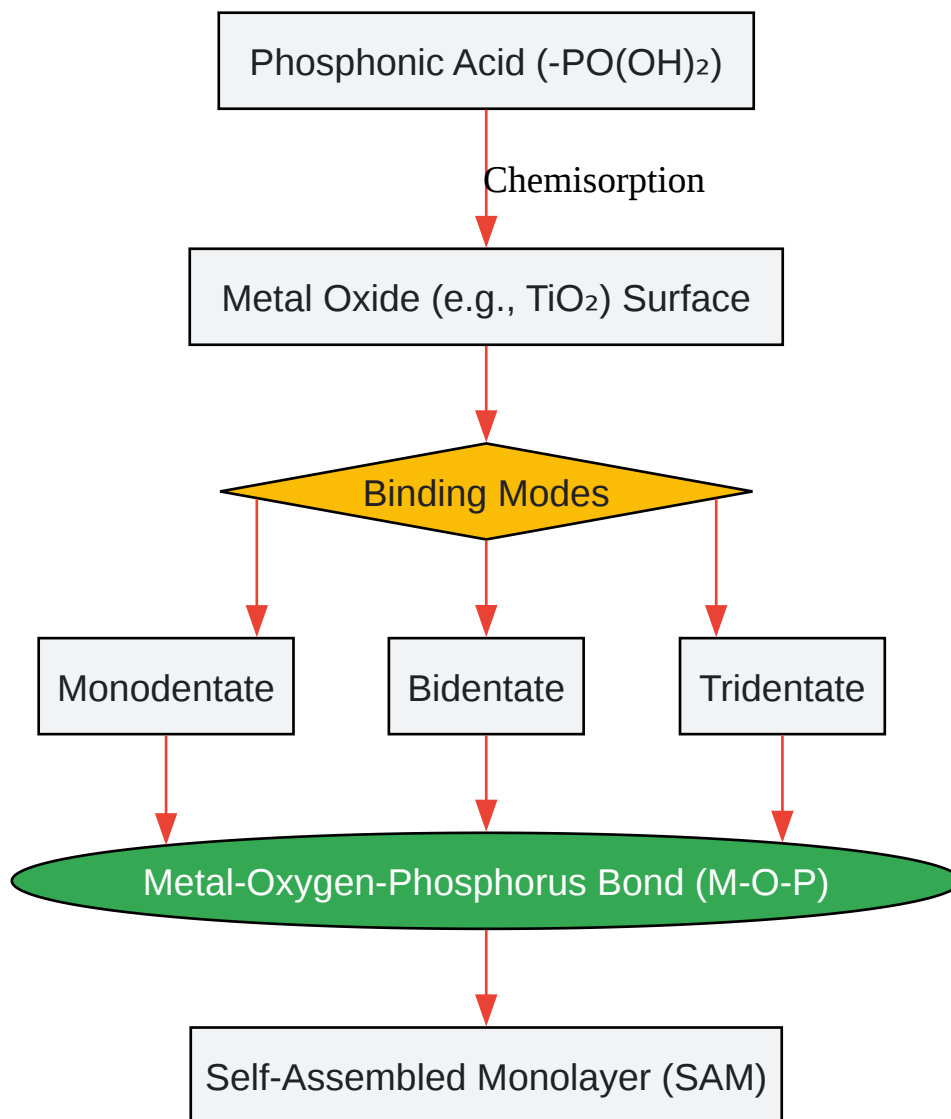 Phosphonic Acid (-PO(OH)₂)
Chemisorption
Metal Oxide (e.g., TiO₂) Surface
Binding Modes
Monodentate
Bidentate
Tridentate
Metal-Oxygen-Phosphorus Bond (M-O-P)
Self-Assembled Monolayer (SAM)